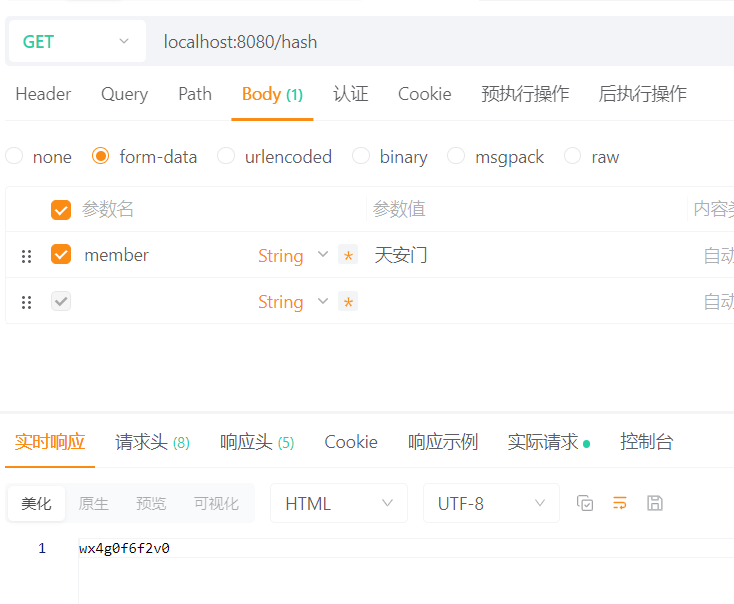 GET localhost:8080/hash
Header Query Path Body (1) 认证 Cookie 预执行操作 后执行操作
none form-data urlencoded binary msgpack raw
参数名 参数值 内容类
member String * 天安门 自动
String * 自动
实时响应 请求头 (8) 响应头 (5) Cookie 响应示例 实际请求 控制台
美化 原生 预览 可视化 HTML UTF-8
1 wx4g0f6f2v0